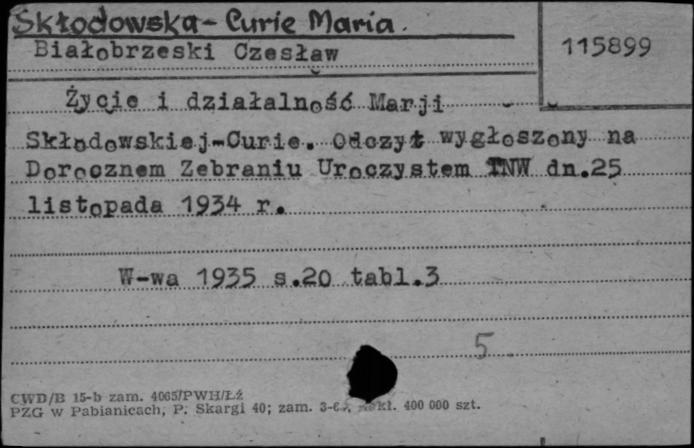 Skłodowska-Curie Maria.
Białobrzeski Czesław
115899
Życie i działalność Marji
Skłodowskiej-Curie. Odczyt wygłoszony na
Dorocznem Zebraniu Uroczystem TNW dn.25
listopada 1934 r.
W-wa 1935 s.20 tabl.3
5
CWD/B 15-b zam. 4065/PWH/Łź
PZG w Pabianicach, P. Skargi 40; zam. 400 000 szt.